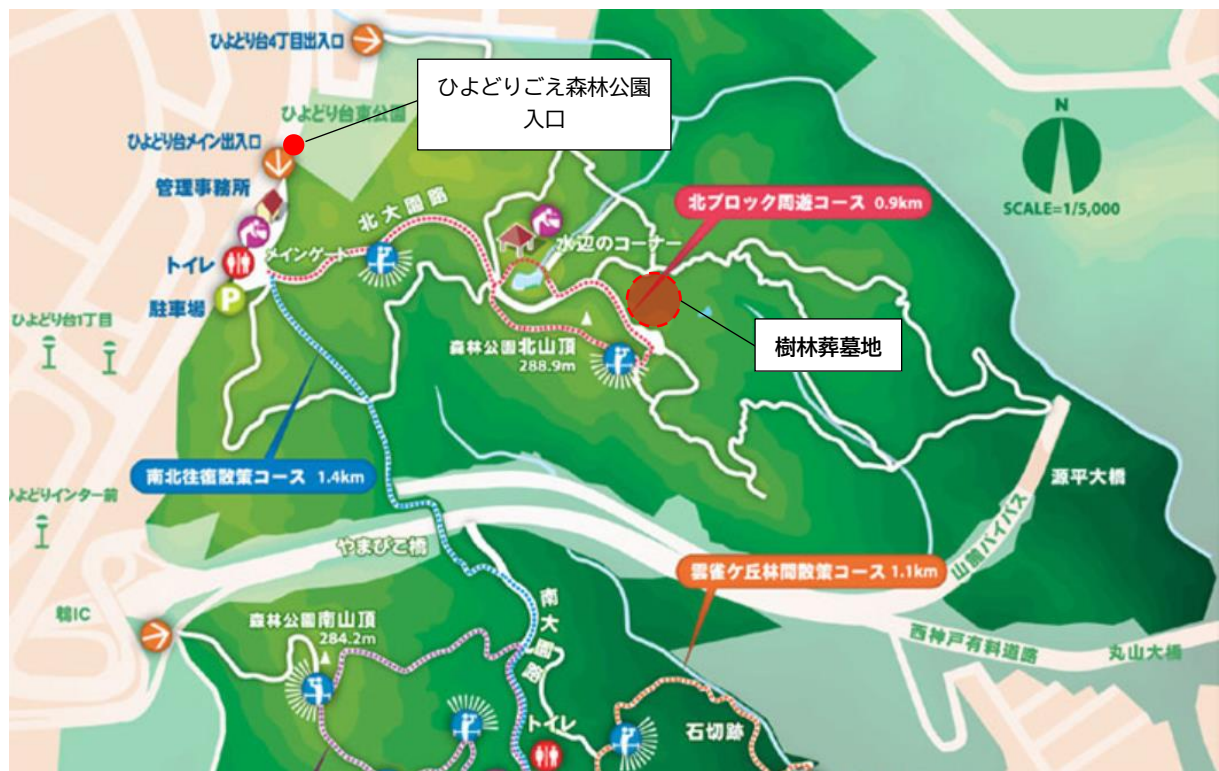 ひよどり台4丁目出入口
ひよどりごえ森林公園
入口
ひよどり台東公園
ひよどり台メイン出入口
管理事務所
北大園路
N
SCALE=1/5,000
北ブロック周遊コース 0.9km
水辺のコーナー
メインゲート
トイレ
駐車場
P
ひよどり台1丁目
樹林葬墓地
森林公園北山頂
288.9m
南北往復散策コース 1.4km
源平大橋
よどりインター前
山麓バイパス
やまびこ橋
雲雀ケ丘林間散策コース 1.1km
鵯IC
森林公園南山頂
284.2m
南大園路
西神戸有料道路
丸山大橋
トイレ
石切跡